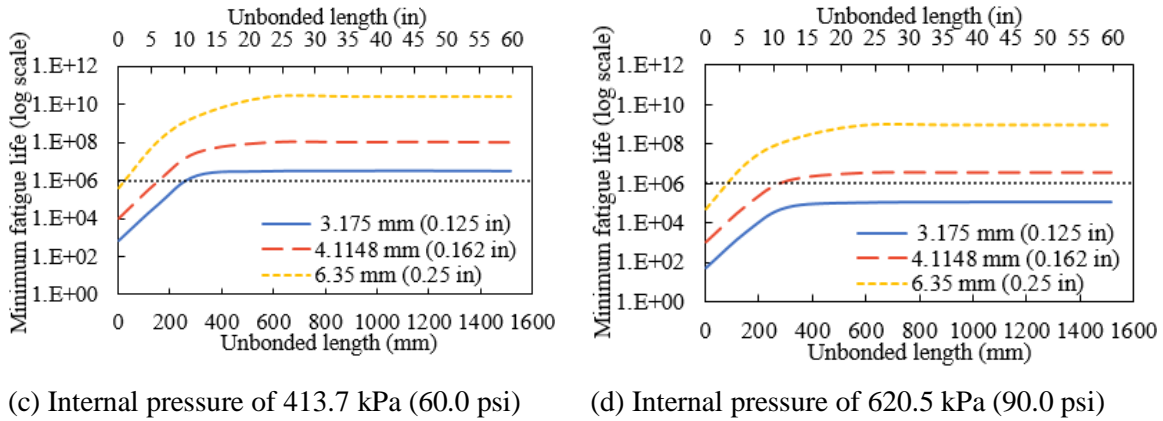 Unbonded length (in)
0 5 10 15 20 25 30 35 40 45 50 55 60
Minimum fatigue life (log scale)
1.E+12
1.E+10
1.E+08
1.E+06
1.E+04
1.E+02
1.E+00
3.175 mm (0.125 in)
4.1148 mm (0.162 in)
6.35 mm (0.25 in)
0 200 400 600 800 1000 1200 1400 1600
Unbonded length (mm)
(c) Internal pressure of 413.7 kPa (60.0 psi)
Unbonded length (in)
0 5 10 15 20 25 30 35 40 45 50 55 60
Minimum fatigue life (log scale)
1.E+12
1.E+10
1.E+08
1.E+06
1.E+04
1.E+02
1.E+00
3.175 mm (0.125 in)
4.1148 mm (0.162 in)
6.35 mm (0.25 in)
0 200 400 600 800 1000 1200 1400 1600
Unbonded length (mm)
(d) Internal pressure of 620.5 kPa (90.0 psi)